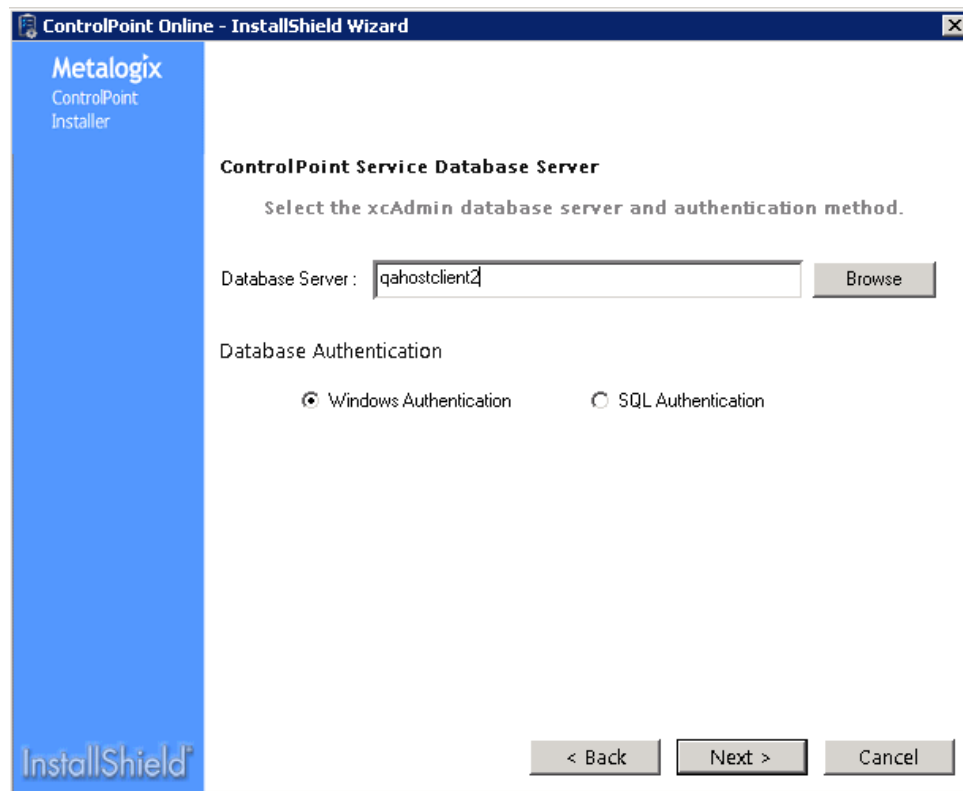 ControlPoint Online - InstallShield Wizard
Metalogix
ControlPoint
Installer
ControlPoint Service Database Server
Select the xcAdmin database server and authentication method.
Database Server : qahostclient2 Browse
Database Authentication
Windows Authentication SQL Authentication
InstallShield® < Back Next > Cancel